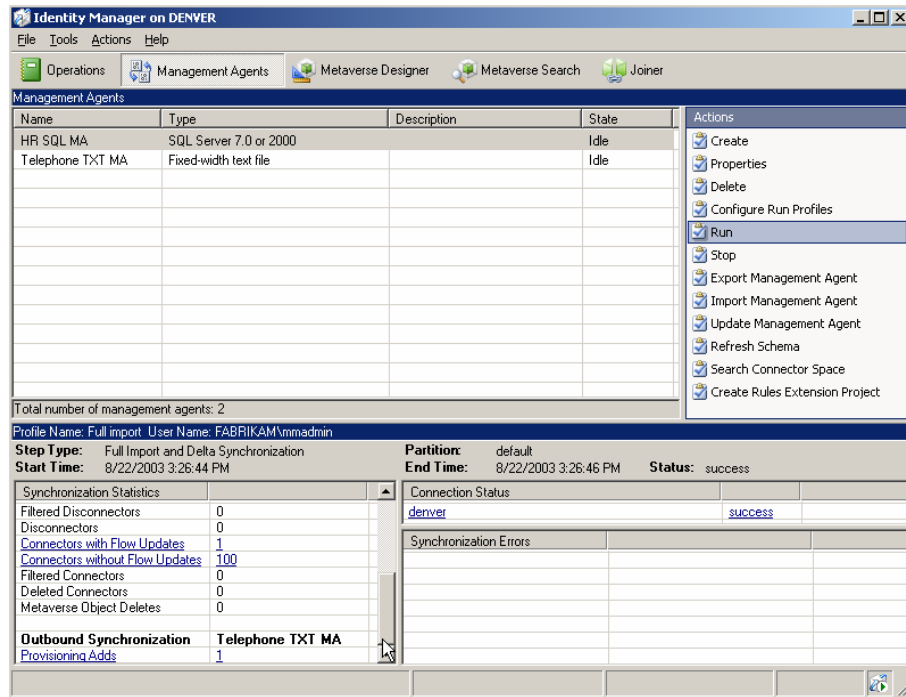 Identity Manager on DENVER
File Tools Actions Help
Operations Management Agents Metaverse Designer Metaverse Search Joiner
Management Agents
Name Type Description State
HR SQL MA SQL Server 7.0 or 2000 Idle
Telephone TXT MA Fixed-width text file Idle
Total number of management agents: 2
Actions
Create
Properties
Delete
Configure Run Profiles
Run
Stop
Export Management Agent
Import Management Agent
Update Management Agent
Refresh Schema
Search Connector Space
Create Rules Extension Project
Profile Name: Full import User Name: FABRIKAM\mmadmin
Step Type: Full Import and Delta Synchronization Partition: default
Start Time: 8/22/2003 3:26:44 PM End Time: 8/22/2003 3:26:46 PM Status: success
Synchronization Statistics
Filtered Disconnectors 0
Disconnectors 0
Connectors with Flow Updates 1
Connectors without Flow Updates 100
Filtered Connectors 0
Deleted Connectors 0
Metaverse Object Deletes 0
Outbound Synchronization Telephone TXT MA
Provisioning Adds 1
Connection Status
denver success
Synchronization Errors